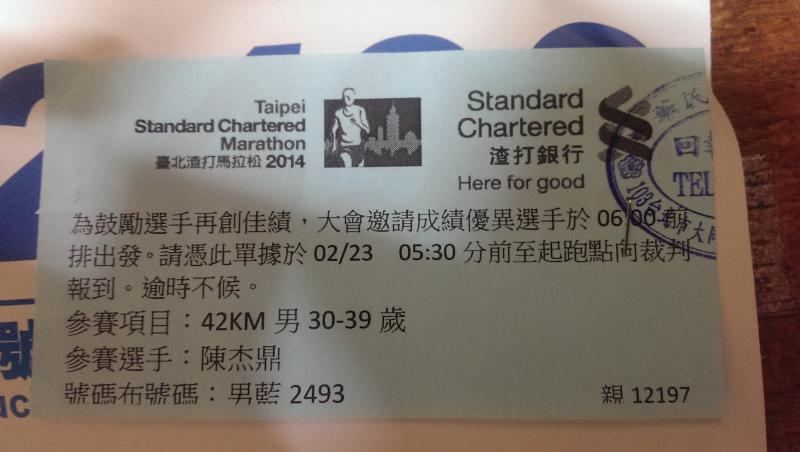 Taipei
Standard Chartered
Marathon
臺北渣打馬拉松 2014
Standard
Chartered
渣打銀行
Here for good
TEL
為鼓勵選手再創佳績，大會邀請成績優異選手於 06:00 前
排出發。請憑此單據於 02/23 05:30 分前至起跑點向裁判
報到。逾時不候。
參賽項目：42KM 男 30-39 歲
參賽選手：陳杰鼎
號碼布號碼：男藍 2493
親 12197
號